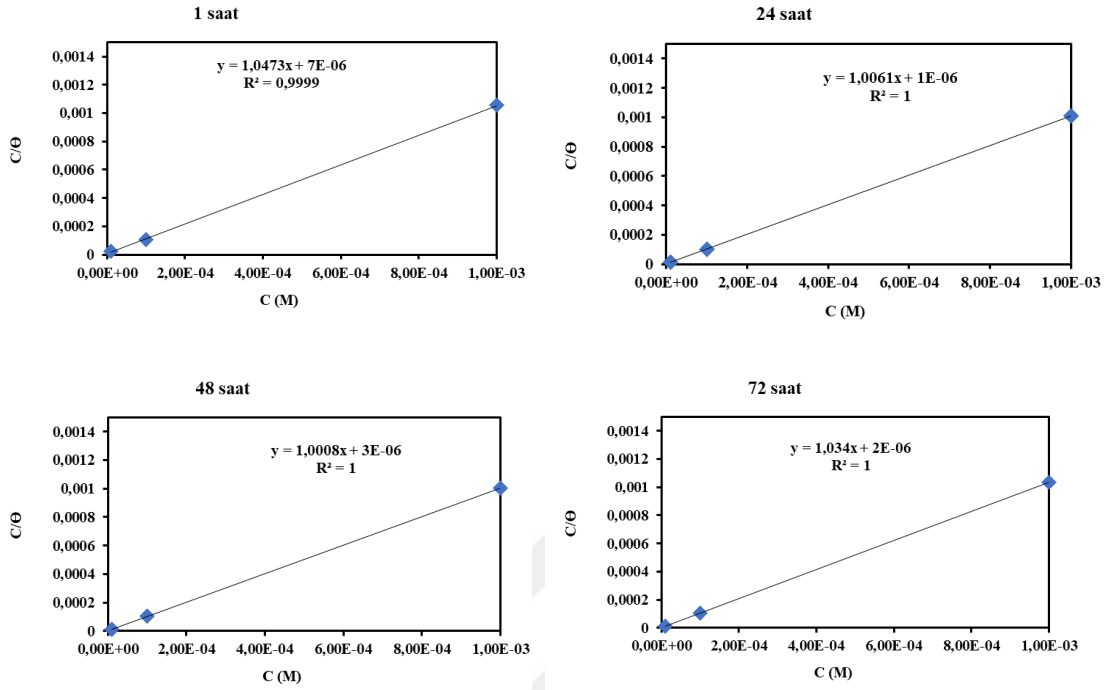 1 saat
0,0014
0,0012
0,001
0,0008
0,0006
0,0004
0,0002
0
C/Ɵ
y = 1,0473x + 7E-06
R² = 0,9999
0,00E+00 2,00E-04 4,00E-04 6,00E-04 8,00E-04 1,00E-03
C (M)
24 saat
0,0014
0,0012
0,001
0,0008
0,0006
0,0004
0,0002
0
C/Ɵ
y = 1,0061x + 1E-06
R² = 1
0,00E+00 2,00E-04 4,00E-04 6,00E-04 8,00E-04 1,00E-03
C (M)
48 saat
0,0014
0,0012
0,001
0,0008
0,0006
0,0004
0,0002
0
C/Ɵ
y = 1,0008x + 3E-06
R² = 1
0,00E+00 2,00E-04 4,00E-04 6,00E-04 8,00E-04 1,00E-03
C (M)
72 saat
0,0014
0,0012
0,001
0,0008
0,0006
0,0004
0,0002
0
C/Ɵ
y = 1,034x + 2E-06
R² = 1
0,00E+00 2,00E-04 4,00E-04 6,00E-04 8,00E-04 1,00E-03
C (M)